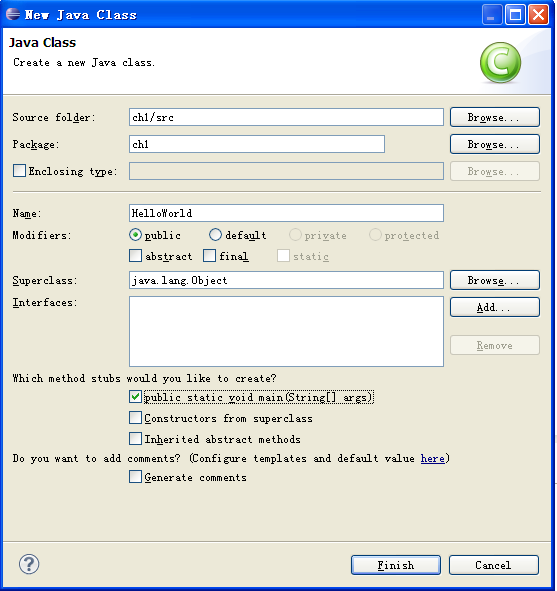 New Java Class
Java Class
Create a new Java class.
Source folder: ch1/src Browse...
Package: ch1 Browse...
Enclosing type: Browse...
Name: HelloWorld
Modifiers: public default private protected
abstract final static
Superclass: java.lang.Object Browse...
Interfaces: Add...
Remove
Which method stubs would you like to create?
public static void main(String[] args)
Constructors from superclass
Inherited abstract methods
Do you want to add comments? (Configure templates and default value here)
Generate comments
? Finish Cancel